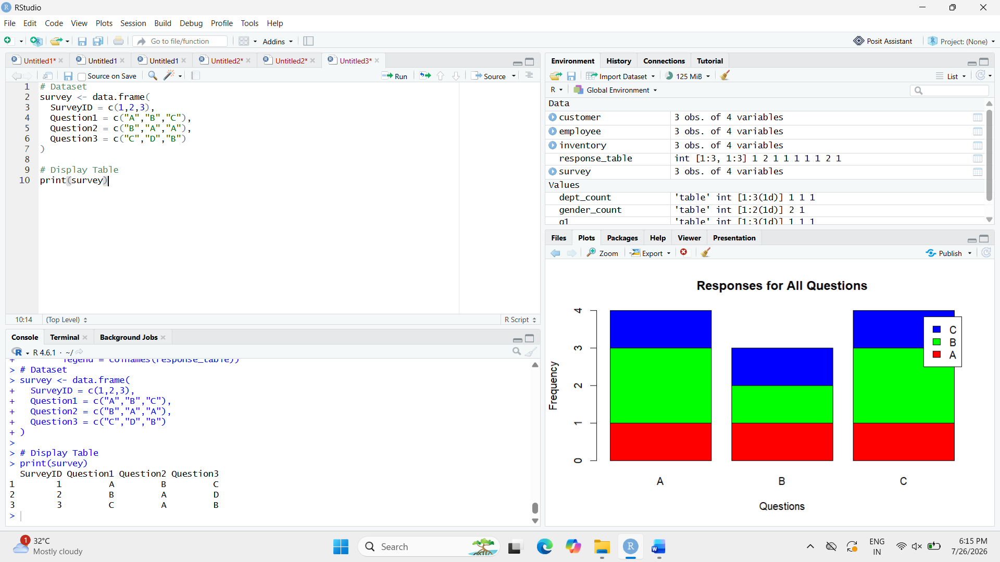 RStudio
File Edit Code View Plots Session Build Debug Profile Tools Help
Go to file/function Addins Posit Assistant Project: (None)
Untitled1* Untitled1 Untitled1 Untitled2* Untitled2* Untitled3*
Source on Save Run Source
1 # Dataset
2 survey <- data.frame(
3   SurveyID = c(1,2,3),
4   Question1 = c("A","B","C"),
5   Question2 = c("B","A","A"),
6   Question3 = c("C","D","B")
7 )
8
9 # Display Table
10 print(survey)
10:14 (Top Level) R Script
Console Terminal Background Jobs
R 4.6.1 · ~/
+ legend = colnames(response_table))
> # Dataset
> survey <- data.frame(
+   SurveyID = c(1,2,3),
+   Question1 = c("A","B","C"),
+   Question2 = c("B","A","A"),
+   Question3 = c("C","D","B")
+ )
>
> # Display Table
> print(survey)
  SurveyID Question1 Question2 Question3
1        1         A         B         C
2        2         B         A         D
3        3         C         A         B
>
Environment History Connections Tutorial
Import Dataset 125 MiB List
R Global Environment
Data
customer 3 obs. of 4 variables
employee 3 obs. of 4 variables
inventory 3 obs. of 4 variables
response_table int [1:3, 1:3] 1 2 1 1 1 1 1 2 1
survey 3 obs. of 4 variables
Values
dept_count 'table' int [1:3(1d)] 1 1 1
gender_count 'table' int [1:2(1d)] 2 1
q1 'table' int [1:3(1d)] 1 1 1
Files Plots Packages Help Viewer Presentation
Zoom Export Publish
Responses for All Questions
Frequency
4
3
2
1
0
C
B
A
A B C
Questions
1 32°C
Mostly cloudy
Search
ENG
IN
6:15 PM
7/26/2026